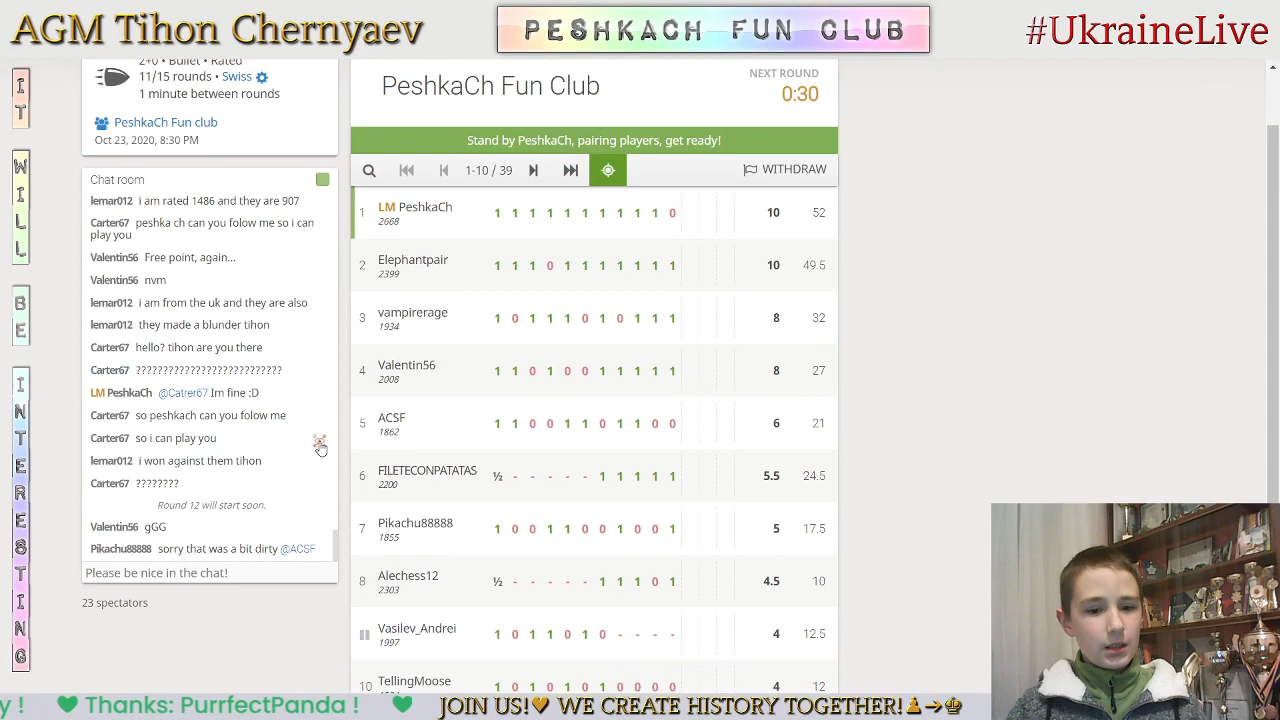 AGM Tihon Chernyaev
PESHKACH FUN CLUB
#UkraineLive
IT
WILL
BE
INTERESTING
2+0 • Bullet • Rated
11/15 rounds • Swiss
1 minute between rounds
PeshkaCh Fun club
Oct 23, 2020, 8:30 PM
Chat room
lemar012 i am rated 1486 and they are 907
Carter67 peshka ch can you folow me so i can
play you
Valentin56 Free point, again...
Valentin56 nvm
lemar012 i am from the uk and they are also
lemar012 they made a blunder tihon
Carter67 hello? tihon are you there
Carter67 ???????????????????????????
LM PeshkaCh @Catrer67 Im fine :D
Carter67 so peshkach can you folow me
Carter67 so i can play you
lemar012 i won against them tihon
Carter67 ????????
Round 12 will start soon.
Valentin56 gGG
Pikachu88888 sorry that was a bit dirty @ACSF
Please be nice in the chat!
23 spectators
PeshkaCh Fun Club
NEXT ROUND
0:30
Stand by PeshkaCh, pairing players, get ready!
1-10 / 39
WITHDRAW
1 LM PeshkaCh 1 1 1 1 1 1 1 1 1 1 0 10 52
2668
2 Elephantpair 1 1 1 0 1 1 1 1 1 1 1 10 49.5
2399
3 vampirerage 1 0 1 1 1 0 1 0 1 1 1 8 32
1934
4 Valentin56 1 1 0 1 0 0 1 1 1 1 1 8 27
2008
5 ACSF 1 1 0 0 1 1 0 1 1 0 0 6 21
1862
6 FILETECONPATATAS ½ - - - - - 1 1 1 1 1 5.5 24.5
2200
7 Pikachu88888 1 0 0 1 1 0 0 1 0 0 1 5 17.5
1855
8 Alechess12 ½ - - - - - 1 1 1 0 1 4.5 10
2303
Vasilev_Andrei 1 0 1 1 0 1 0 - - - - 4 12.5
1997
10 TellingMoose 1 0 1 0 1 0 1 0 0 0 0 4 12
y ! Thanks: PurrfectPanda ! JOIN US! WE CREATE HISTORY TOGETHER!